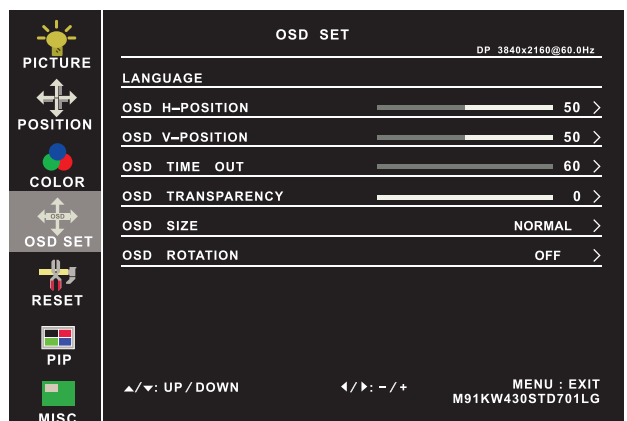 PICTURE
POSITION
COLOR
OSD
OSD SET
RESET
PIP
MISC
OSD SET
DP 3840x2160@60.0Hz
LANGUAGE
OSD H–POSITION 50 >
OSD V–POSITION 50 >
OSD TIME OUT 60 >
OSD TRANSPARENCY 0 >
OSD SIZE NORMAL >
OSD ROTATION OFF >
▲/▼: UP/DOWN ◀/▶: –/+ MENU : EXIT
M91KW430STD701LG